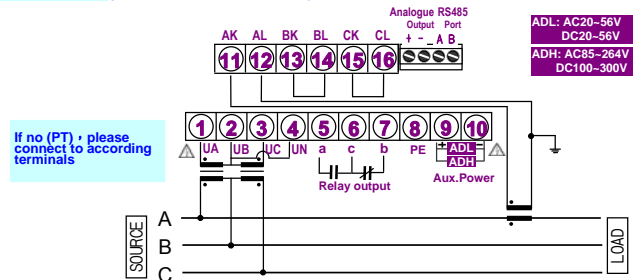 Analogue RS485
Output Port
+ - A B
AK AL BK BL CK CL
11 12 13 14 15 16
ADL: AC20~56V
DC20~56V
ADH: AC85~264V
DC100~300V
If no (PT)，please
connect to according
terminals
1 2 3 4 5 6 7 8 9 10
UA UB UC UN a c b PE + ADL -
ADH
Relay output
Aux.Power
SOURCE
A
B
C
LOAD